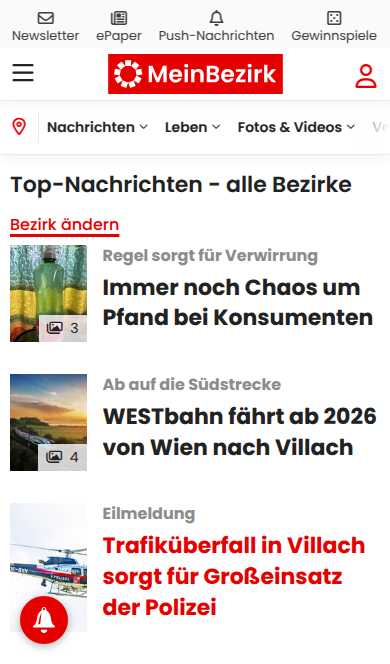 Newsletter ePaper Push-Nachrichten Gewinnspiele
MeinBezirk
Nachrichten Leben Fotos & Videos
Top-Nachrichten - alle Bezirke
Bezirk ändern
Regel sorgt für Verwirrung
Immer noch Chaos um
Pfand bei Konsumenten
3
Ab auf die Südstrecke
WESTbahn fährt ab 2026
von Wien nach Villach
4
Eilmeldung
Trafiküberfall in Villach
sorgt für Großeinsatz
der Polizei